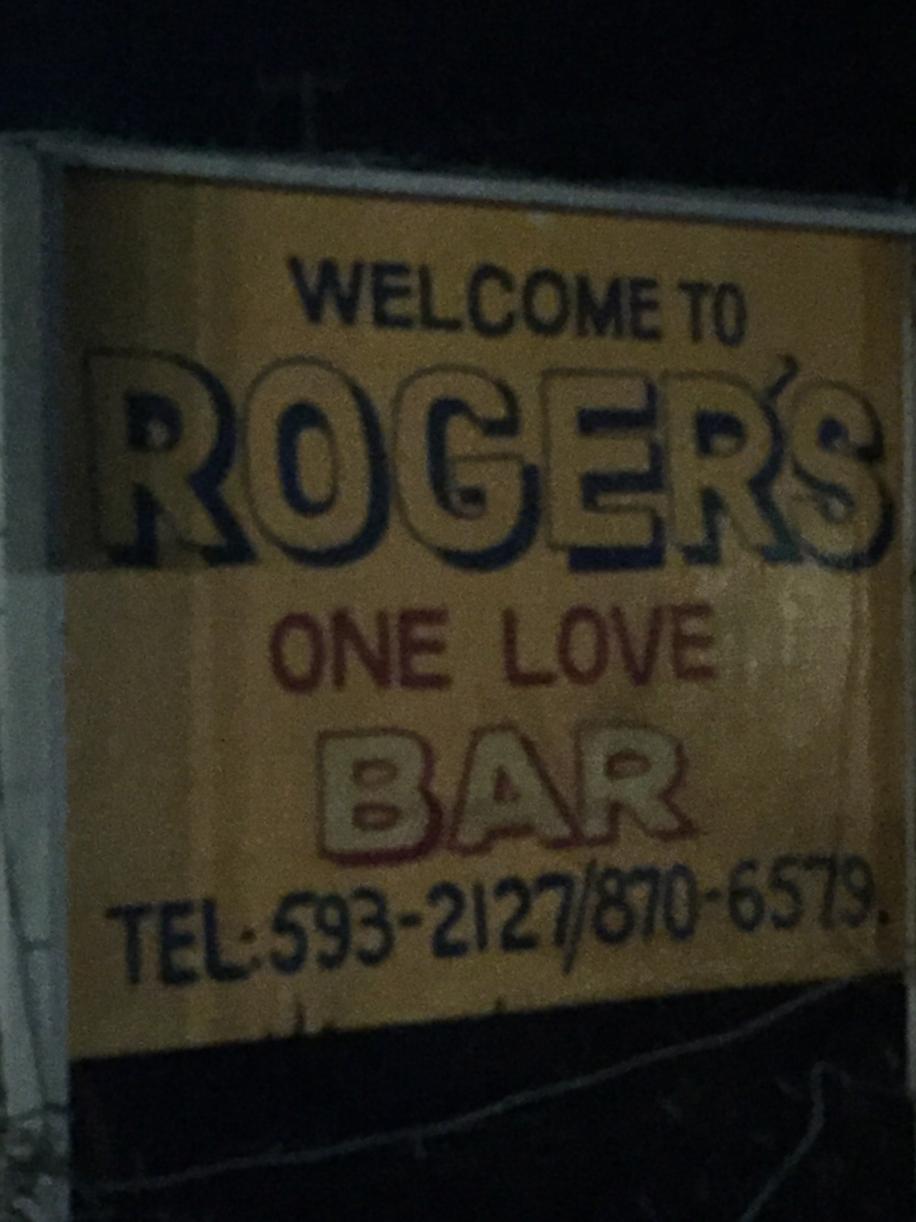 WELCOME TO
ROGER'S
ONE LOVE
BAR
TEL:593-2127/870-6579.